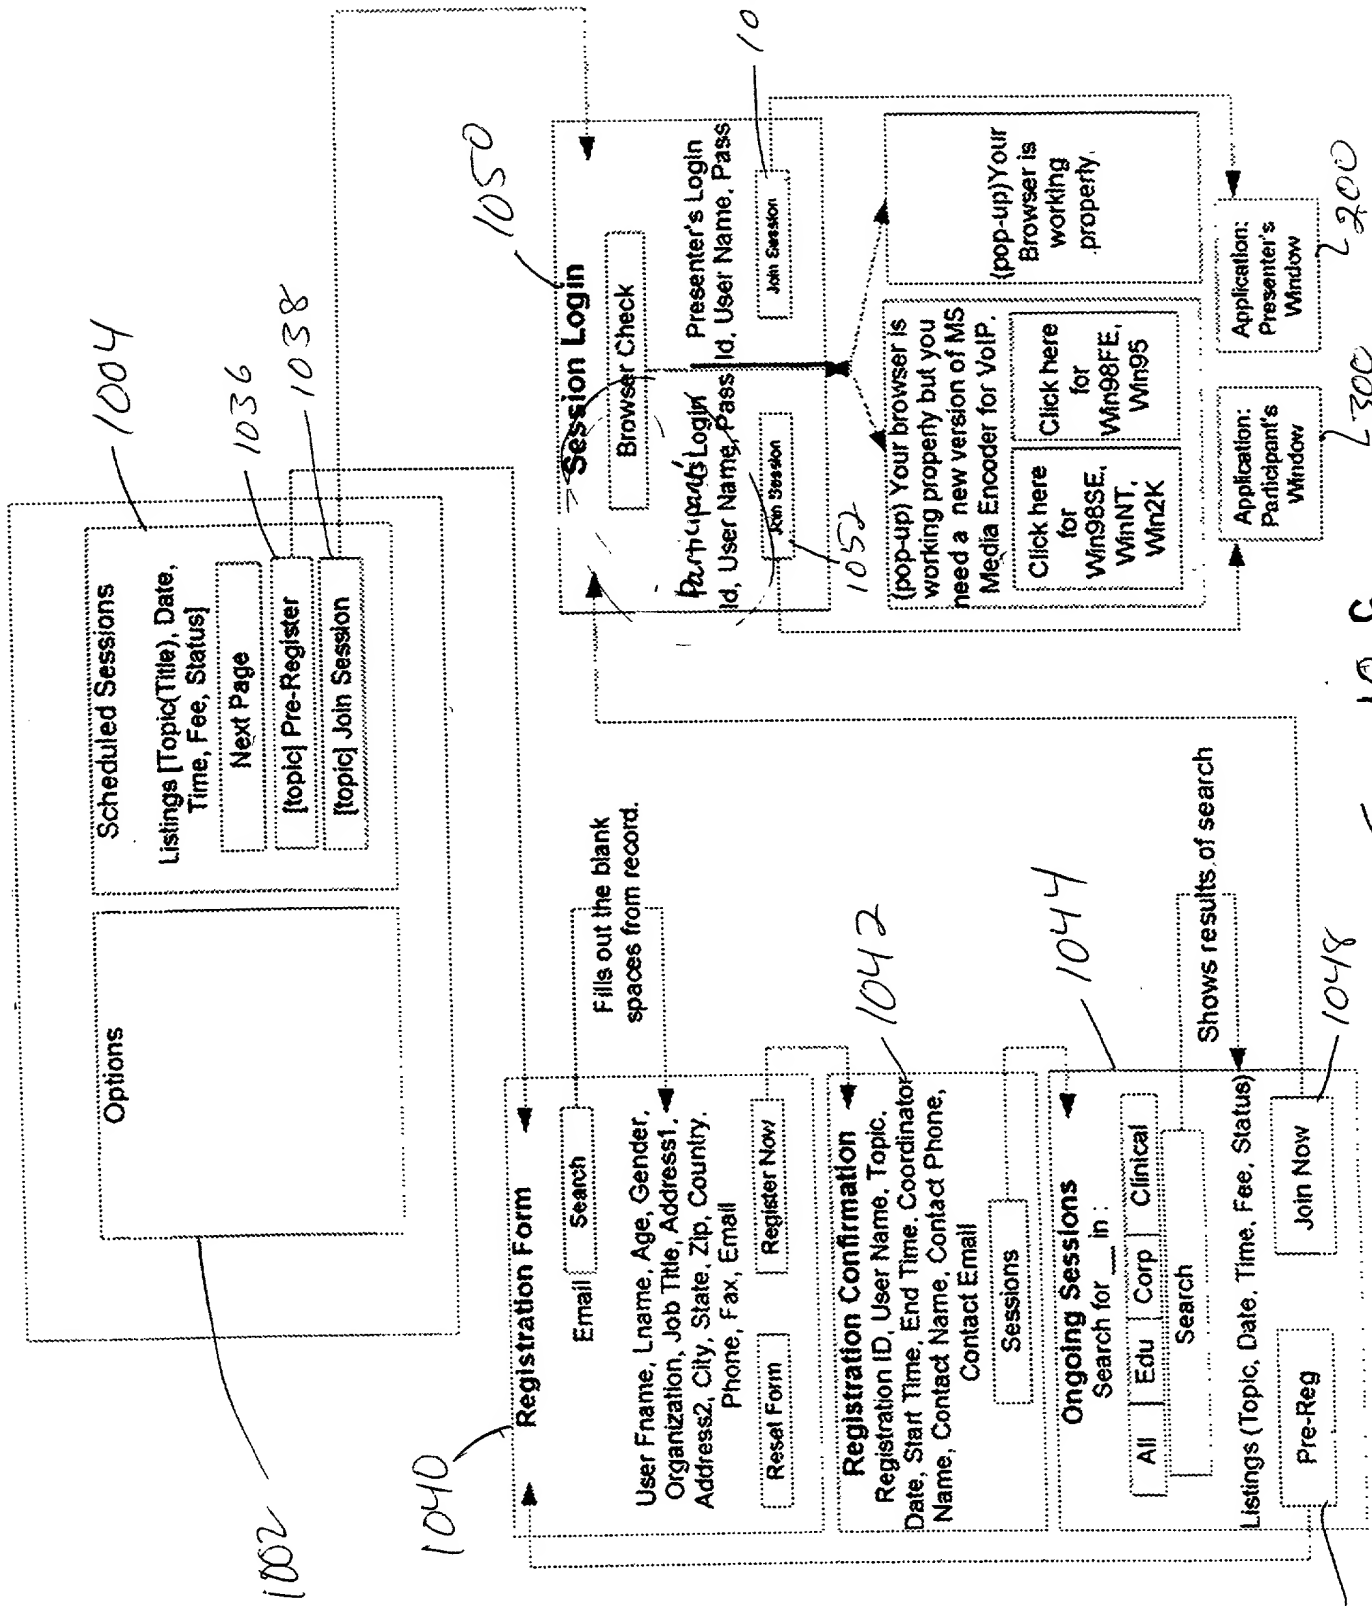 1002
Options
1004
Scheduled Sessions
Listings [Topic(Title), Date,
Time, Fee, Status]
Next Page
[topic] Pre-Register
[topic] Join Session
1036
1038
1040
Registration Form
Email
Search
Fills out the blank
spaces from record.
User Fname, Lname, Age, Gender,
Organization, Job Title, Address1,
Address2, City, State, Zip, Country.
Phone, Fax, Email
Reset Form
Register Now
Registration Confirmation
Registration ID, User Name, Topic,
Date, Start Time, End Time, Coordinator
Name, Contact Name, Contact Phone,
Contact Email
Sessions
1042
Ongoing Sessions
Search for __ in :
All
Edu
Corp
Clinical
Search
1044
Shows results of search
Listings (Topic, Date, Time, Fee, Status)
Pre-Reg
Join Now
1048
1050
Session Login
Browser Check
Participant's Login
Id, User Name, Pass
Join Session
1052
Presenter's Login
Id, User Name, Pass
Join Session
10
(pop-up) Your browser is
working properly but you
need a new version of MS
Media Encoder for VoIP.
Click here
for
Win98SE,
WinNT,
Win2K
Click here
for
Win98FE,
Win95
(pop-up)Your
Browser is
working
properly.
Application:
Participant's
Window
300
Application:
Presenter's
Window
200